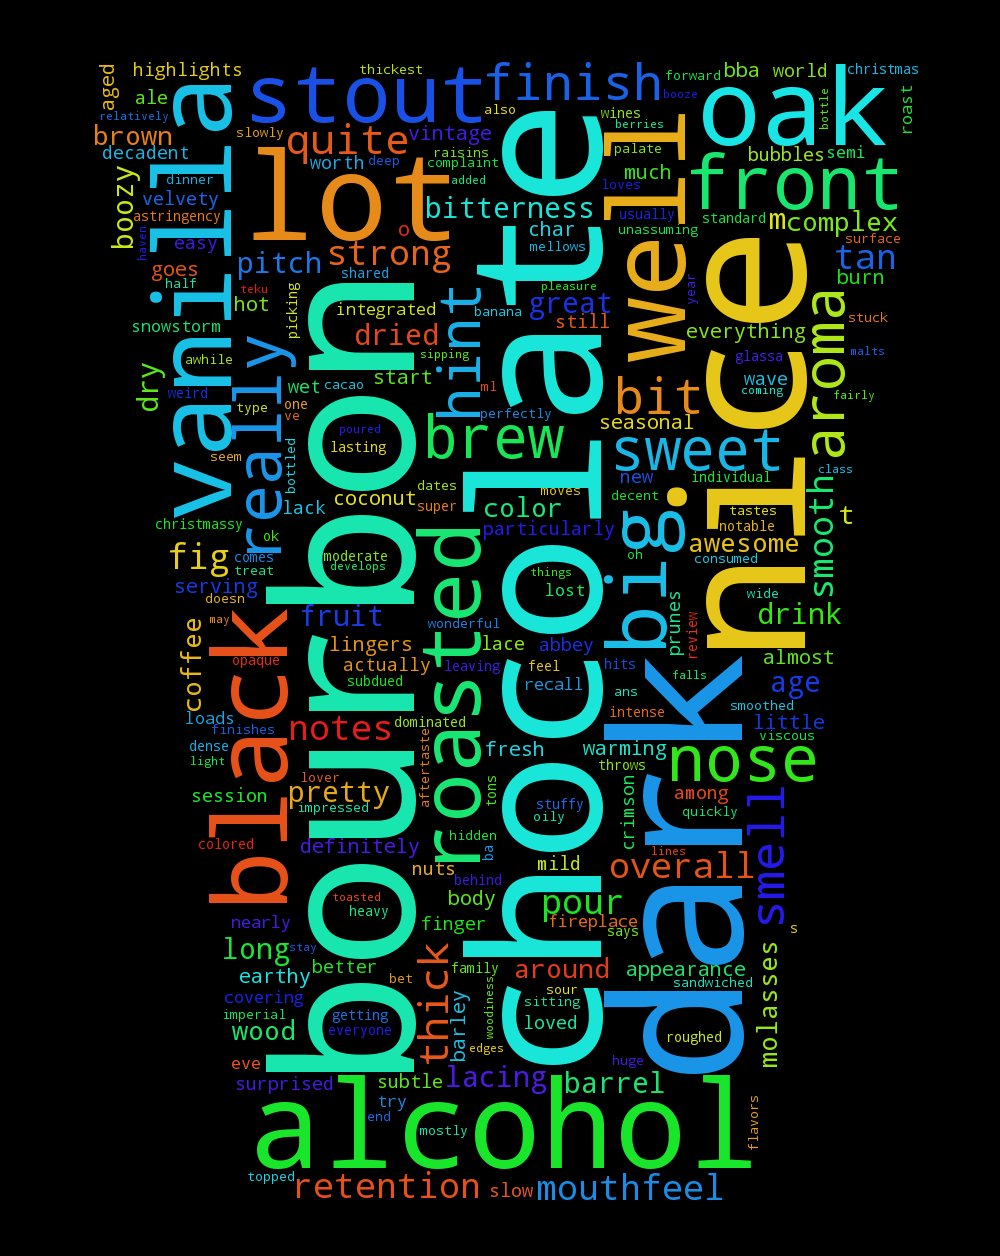 highlights
thickest
stout
finish
forward
bba
world
christmas
aged
ale
relatively
vanilla
also
booze
wines
oak
bottle
roast
brown
slowly
quite
vintage
berries
decadent
lot
worth
deep
raisins
complaint
palate
bubbles
semi
dinner
added
loves
much
front
velvety
boozy
astringency
bitterness
usually
standard
m
complex
haven
easy
o
strong
char
unassuming
surface
goes
pitch
mellows
well
tan
half
shared
pleasure
burn
teku
hot
picking
integrated
hint
banana
great
year
snowstorm
dried
still
everything
stuck
awhile
sipping
glassa
malts
dry
really
wet
cacao
start
ml
bit
wave
coming
aroma
fairly
weird
type
one
ve
perfectly
seasonal
poured
brew
sweet
lasting
seem
bottled
dates
moves
new
individual
class
coconut
super
decent
christmassy
lack
color
tastes
smooth
t
ok
particularly
big
notable
fig
comes
moderate
oh
awesome
treat
develops
things
consumed
serving
lost
nice
doesn
wide
may
fruit
wonderful
prunes
drink
coffee
black
lingers
lace
abbey
review
opaque
actually
leaving
feel
hits
almost
subdued
recall
falls
age
loads
ans
smoothed
finishes
notes
dominated
intense
little
dense
roasted
fresh
warming
viscous
light
lover
aftertaste
throws
nose
session
pretty
tons
stuffy
crimson
among
impressed
oily
quickly
colored
definitely
hidden
ba
lines
smell
nuts
mild
overall
toasted
behind
bourbon
chocolate
dark
heavy
body
pour
nearly
finger
fireplace
s
long
stay
says
better
family
around
appearance
earthy
bet
sandwiched
covering
thick
sour
molasses
imperial
getting
barley
woodiness
sitting
wood
everyone
loved
roughed
eve
edges
huge
surprised
subtle
lacing
barrel
alcohol
try
flavors
end
mostly
topped
retention
slow
mouthfeel